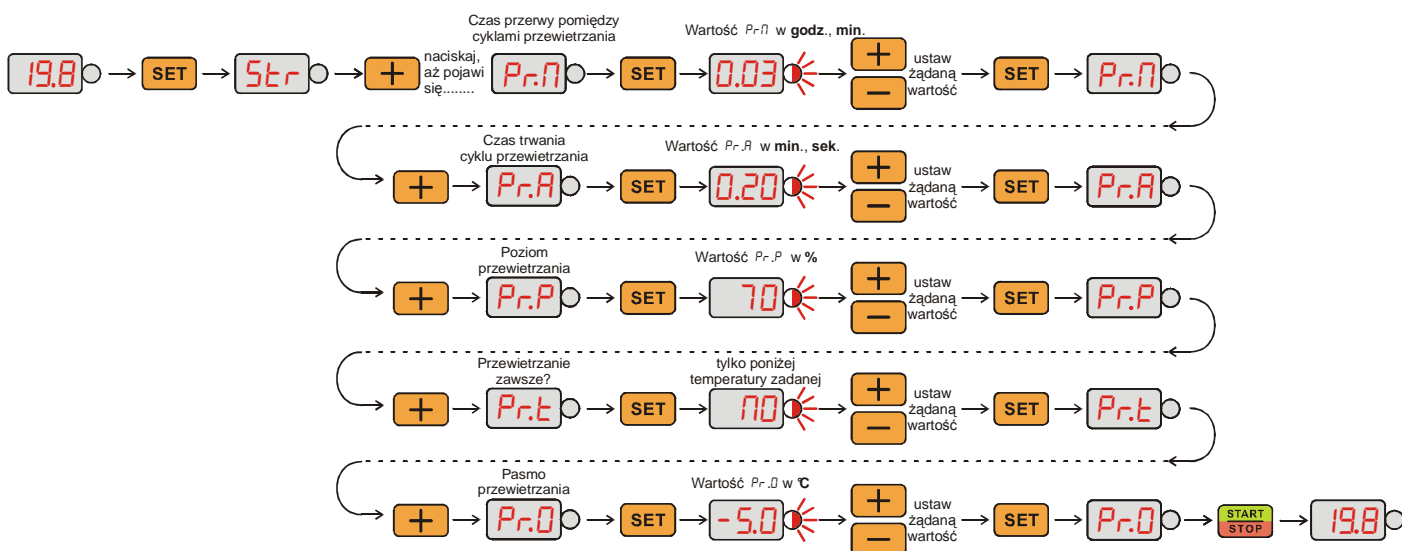 Czas przerwy pomiędzy
cyklami przewietrzania
Wartość Pr.П w godz., min.
19.8
SET
Str
+
naciskaj,
aż pojawi
się........
Pr.П
SET
0.03
+
−
ustaw
żądaną
wartość
SET
Pr.П
Czas trwania
cyklu przewietrzania
Wartość Pr.A w min., sek.
+
Pr.A
SET
0.20
+
−
ustaw
żądaną
wartość
SET
Pr.A
Poziom
przewietrzania
Wartość Pr.P w %
+
Pr.P
SET
70
+
−
ustaw
żądaną
wartość
SET
Pr.P
Przewietrzanie
zawsze?
tylko poniżej
temperatury zadanej
+
Pr.t
SET
П0
+
−
ustaw
żądaną
wartość
SET
Pr.t
Pasmo
przewietrzania
Wartość Pr.0 w °C
+
Pr.0
SET
-5.0
+
−
ustaw
żądaną
wartość
SET
Pr.0
START
STOP
19.8